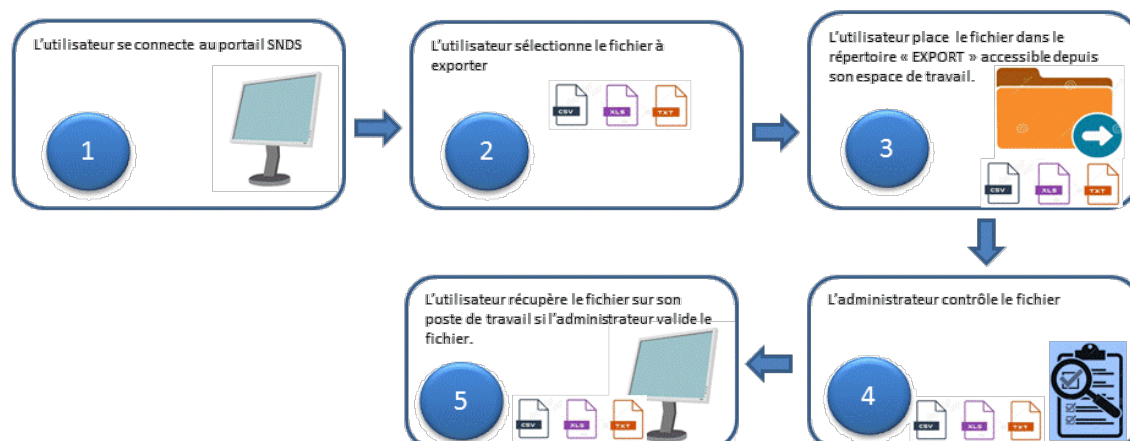 L'utilisateur se connecte au portail SNDS
1
L'utilisateur sélectionne le fichier à
exporter
CSV XLS TXT
2
L'utilisateur place le fichier dans le
répertoire « EXPORT » accessible depuis
son espace de travail.
3
CSV XLS TXT
L'administrateur contrôle le fichier
4
CSV XLS TXT
L'utilisateur récupère le fichier sur son
poste de travail si l'administrateur valide le
fichier.
5
CSV XLS TXT